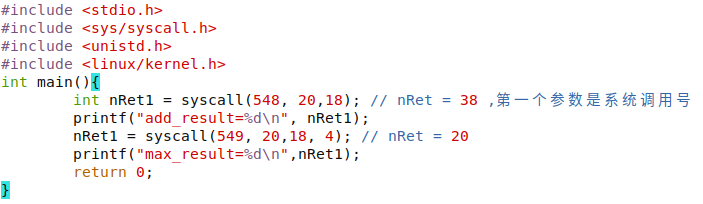 #include <stdio.h>
#include <sys/syscall.h>
#include <unistd.h>
#include <linux/kernel.h>
int main(){
        int nRet1 = syscall(548, 20,18); // nRet = 38 ,第一个参数是系统调用号
        printf("add_result=%d\n", nRet1);
        nRet1 = syscall(549, 20,18, 4); // nRet = 20
        printf("max_result=%d\n",nRet1);
        return 0;
}